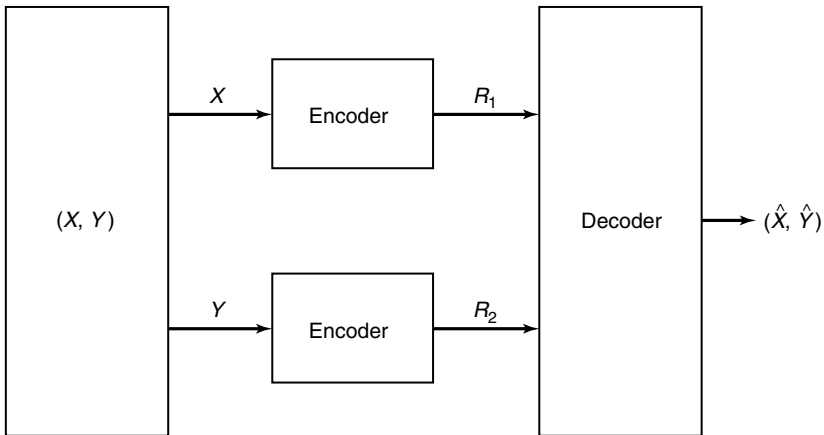 X
R₁
Encoder
(X, Y)
Decoder
(X̂, Ŷ)
Y
R₂
Encoder